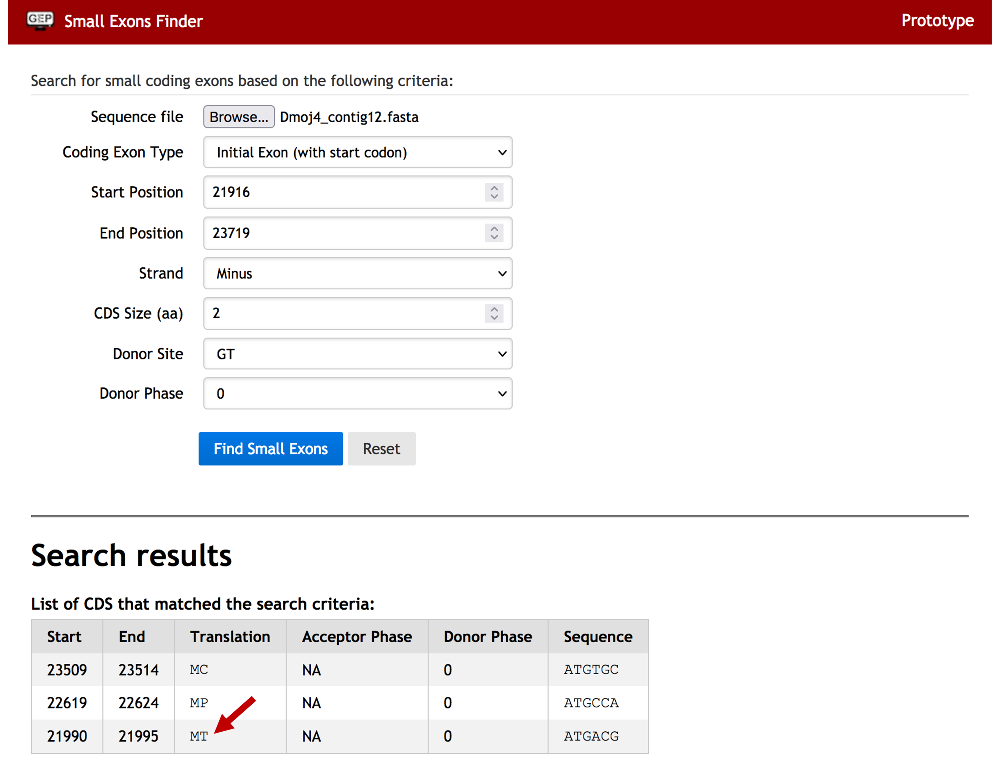 GEP Small Exons Finder Prototype
Search for small coding exons based on the following criteria:
Sequence file Browse... Dmoj4_contig12.fasta
Coding Exon Type Initial Exon (with start codon)
Start Position 21916
End Position 23719
Strand Minus
CDS Size (aa) 2
Donor Site GT
Donor Phase 0
Find Small Exons Reset
Search results
List of CDS that matched the search criteria:
Start End Translation Acceptor Phase Donor Phase Sequence
23509 23514 MC NA 0 ATGTGC
22619 22624 MP NA 0 ATGCCA
21990 21995 MT NA 0 ATGACG